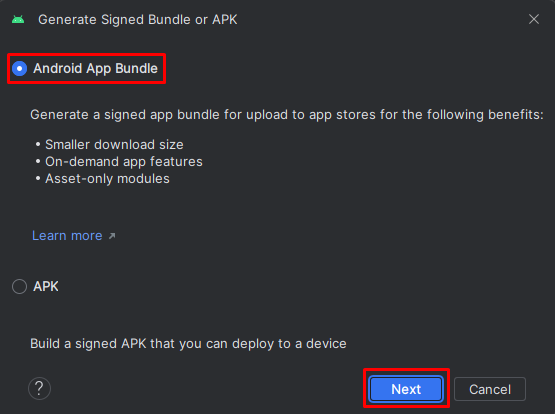 Generate Signed Bundle or APK
Android App Bundle
Generate a signed app bundle for upload to app stores for the following benefits:
• Smaller download size
• On-demand app features
• Asset-only modules
Learn more ↗
APK
Build a signed APK that you can deploy to a device
? Next Cancel